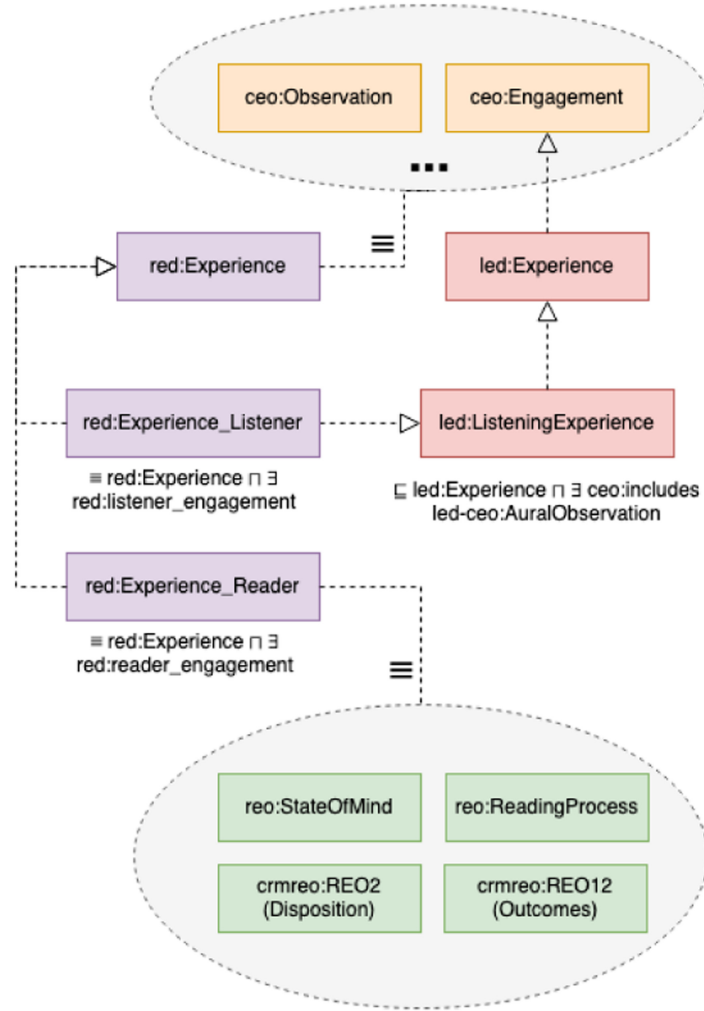 ceo:Observation
ceo:Engagement
...
red:Experience
≡
led:Experience
red:Experience_Listener
led:ListeningExperience
≡ red:Experience ⊓ ∃
red:listener_engagement
⊑ led:Experience ⊓ ∃ ceo:includes
led-ceo:AuralObservation
red:Experience_Reader
≡ red:Experience ⊓ ∃
red:reader_engagement
≡
reo:StateOfMind
reo:ReadingProcess
crmreo:REO2
(Disposition)
crmreo:REO12
(Outcomes)